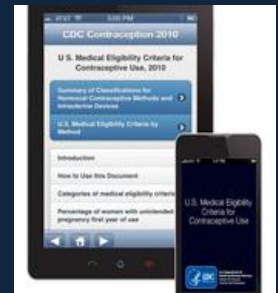 AT&T
5:00 PM
CDC Contraception 2010
U S. Medical Eligibility Criteria for
Contraceptive Use, 2010
Summary of Classifications for
Hormonal Contraceptive Methods and
Intrauterine Devices
U.S. Medical Eligibility Criteria by
Method
Introduction
How to Use this Document
Categories of medical eligibility criteria
Percentage of women with unintended
pregnancy first year of use
U.S. Medical Eligibility
Criteria for
Contraceptive Use
CDC